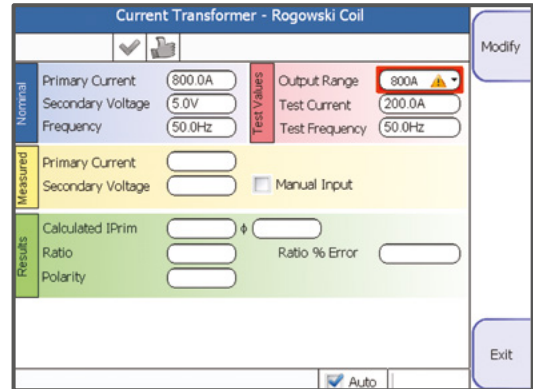 Current Transformer - Rogowski Coil
Modify
Nominal
Primary Current 800.0A
Secondary Voltage 5.0V
Frequency 50.0Hz
Test Values
Output Range 800A
Test Current 200.0A
Test Frequency 50.0Hz
Measured
Primary Current
Secondary Voltage
Manual Input
Results
Calculated IPrim ϕ
Ratio
Ratio % Error
Polarity
Exit
Auto